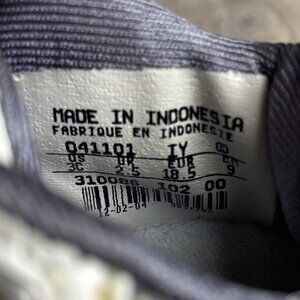 MADE IN INDONESIA
FABRIQUE EN INDONESIE
041101 TY
US UK EUR CM
3C 2.5 18.5 9
310086 102 00
12-02-04